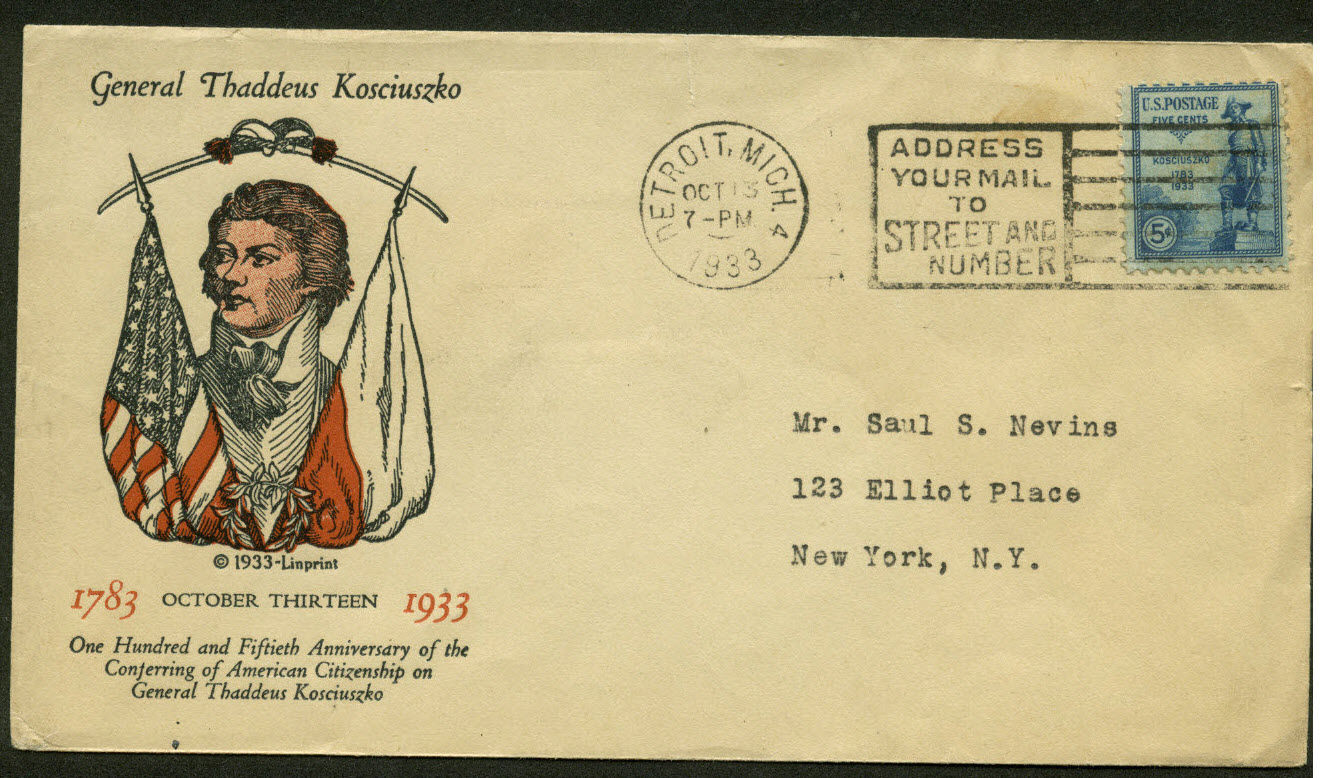 General Thaddeus Kosciuszko
© 1933-Linprint
1783 OCTOBER THIRTEEN 1933
One Hundred and Fiftieth Anniversary of the
Conferring of American Citizenship on
General Thaddeus Kosciuszko
DETROIT, MICH. 4
OCT 13
7-PM
1933
ADDRESS
YOUR MAIL
TO
STREET AND
NUMBER
U.S. POSTAGE
FIVE CENTS
KOSCIUSZKO
1783
1933
5¢
Mr. Saul S. Nevins
123 Elliot Place
New York, N.Y.